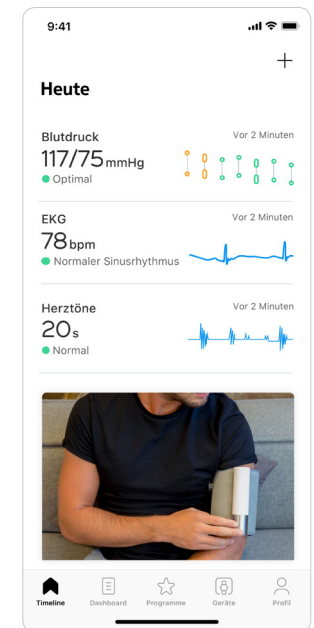 9:41
Heute
Blutdruck
Vor 2 Minuten
117/75 mmHg
Optimal
EKG
Vor 2 Minuten
78 bpm
Normaler Sinusrhythmus
Herztöne
Vor 2 Minuten
20s
Normal
Timeline Dashboard Programme Geräte Profil